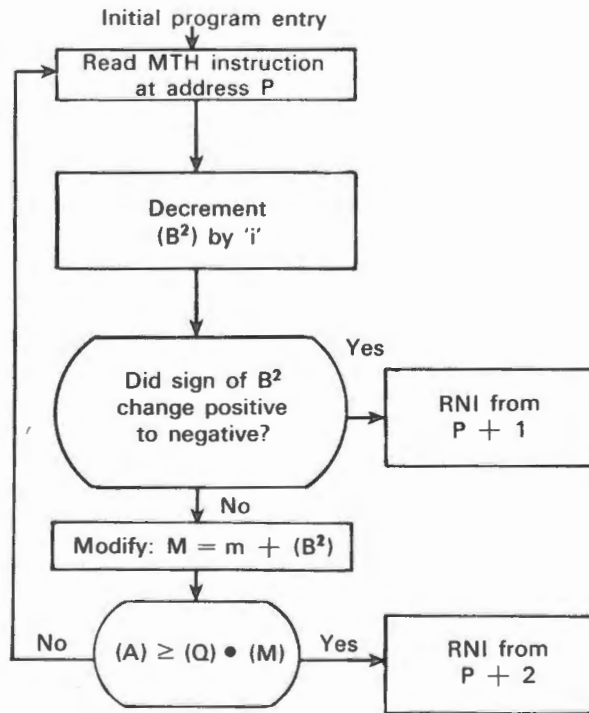 Initial program entry
Read MTH instruction
at address P
Decrement
(B²) by 'i'
Did sign of B²
change positive
to negative?
Yes
RNI from
P + 1
No
Modify: M = m + (B²)
No
(A) ≥ (Q) • (M)
Yes
RNI from
P + 2